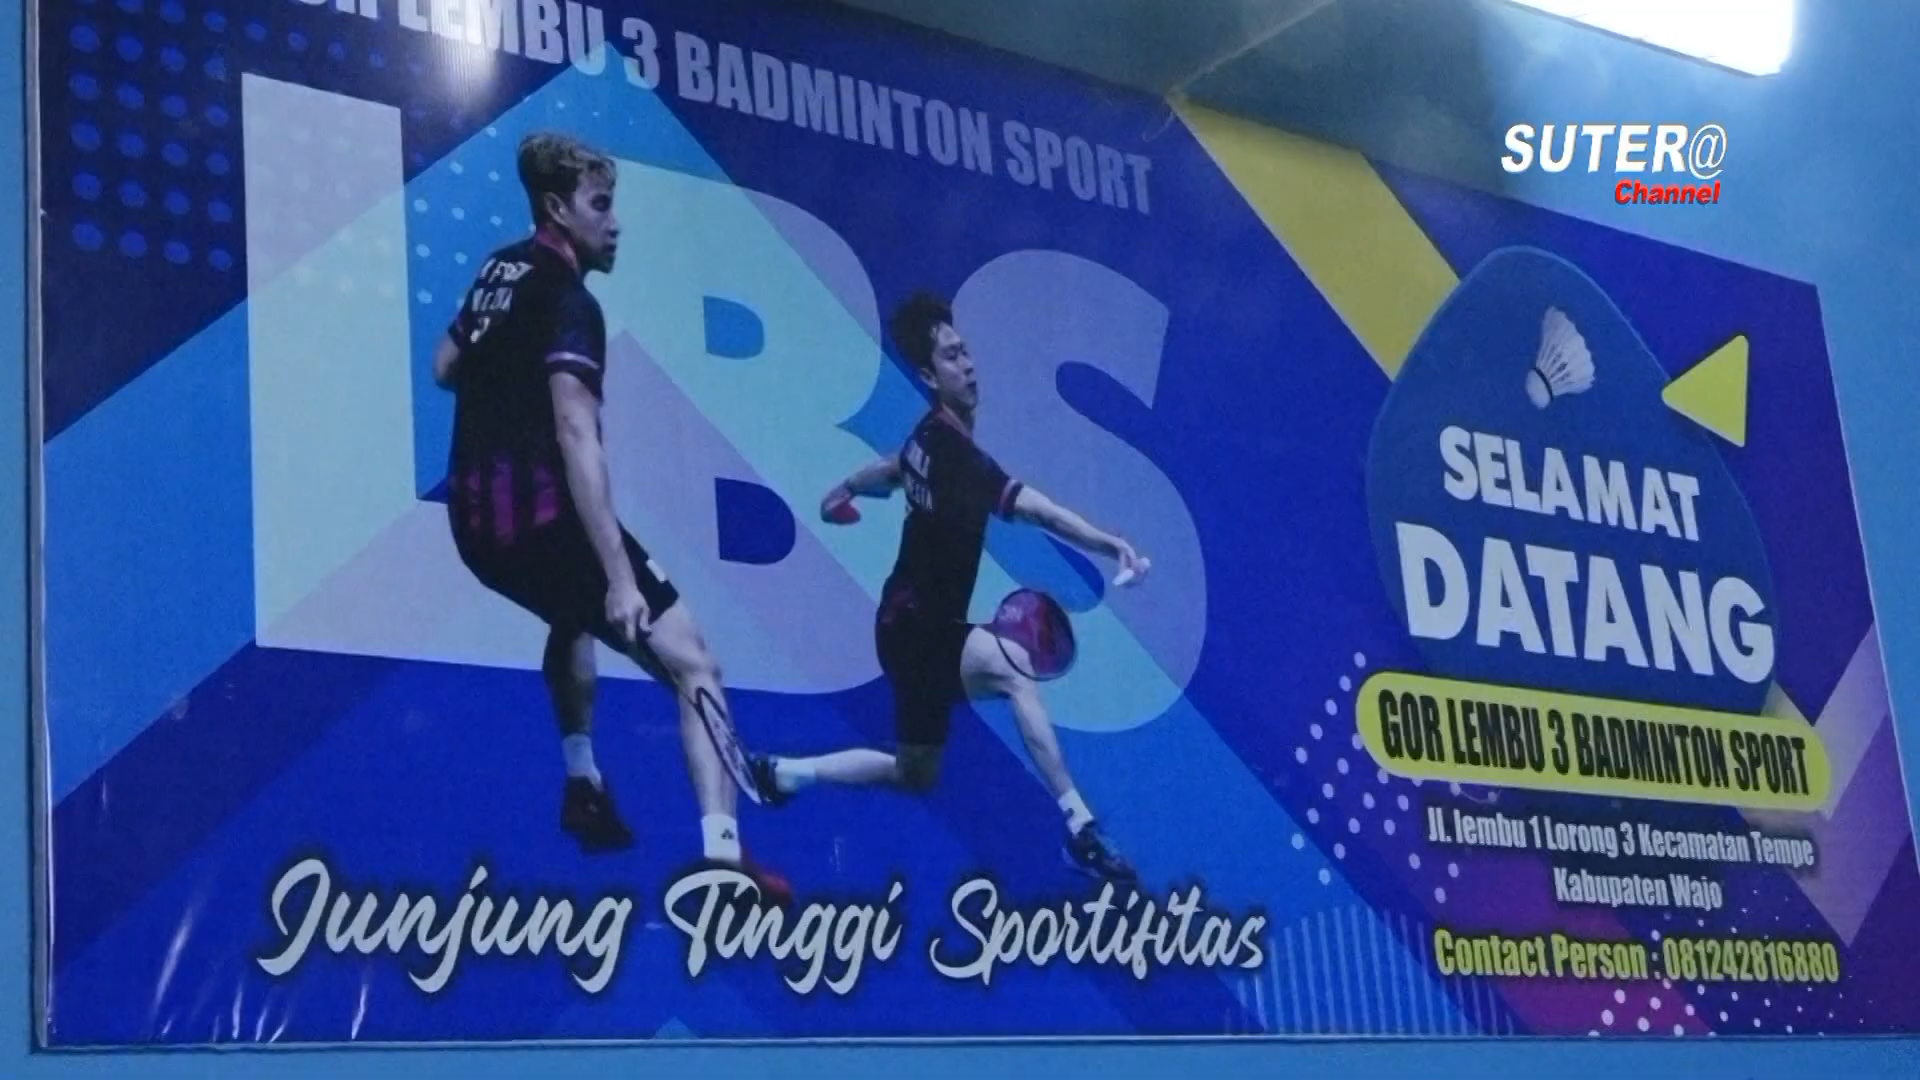 LEMBU 3 BADMINTON SPORT
SUTER@
Channel
LBS
SELAMAT
DATANG
GOR LEMBU 3 BADMINTON SPORT
Jl. lembu 1 Lorong 3 Kecamatan Tempe
Kabupaten Wajo
Contact Person : 081242816880
Junjung Tinggi Sportifitas